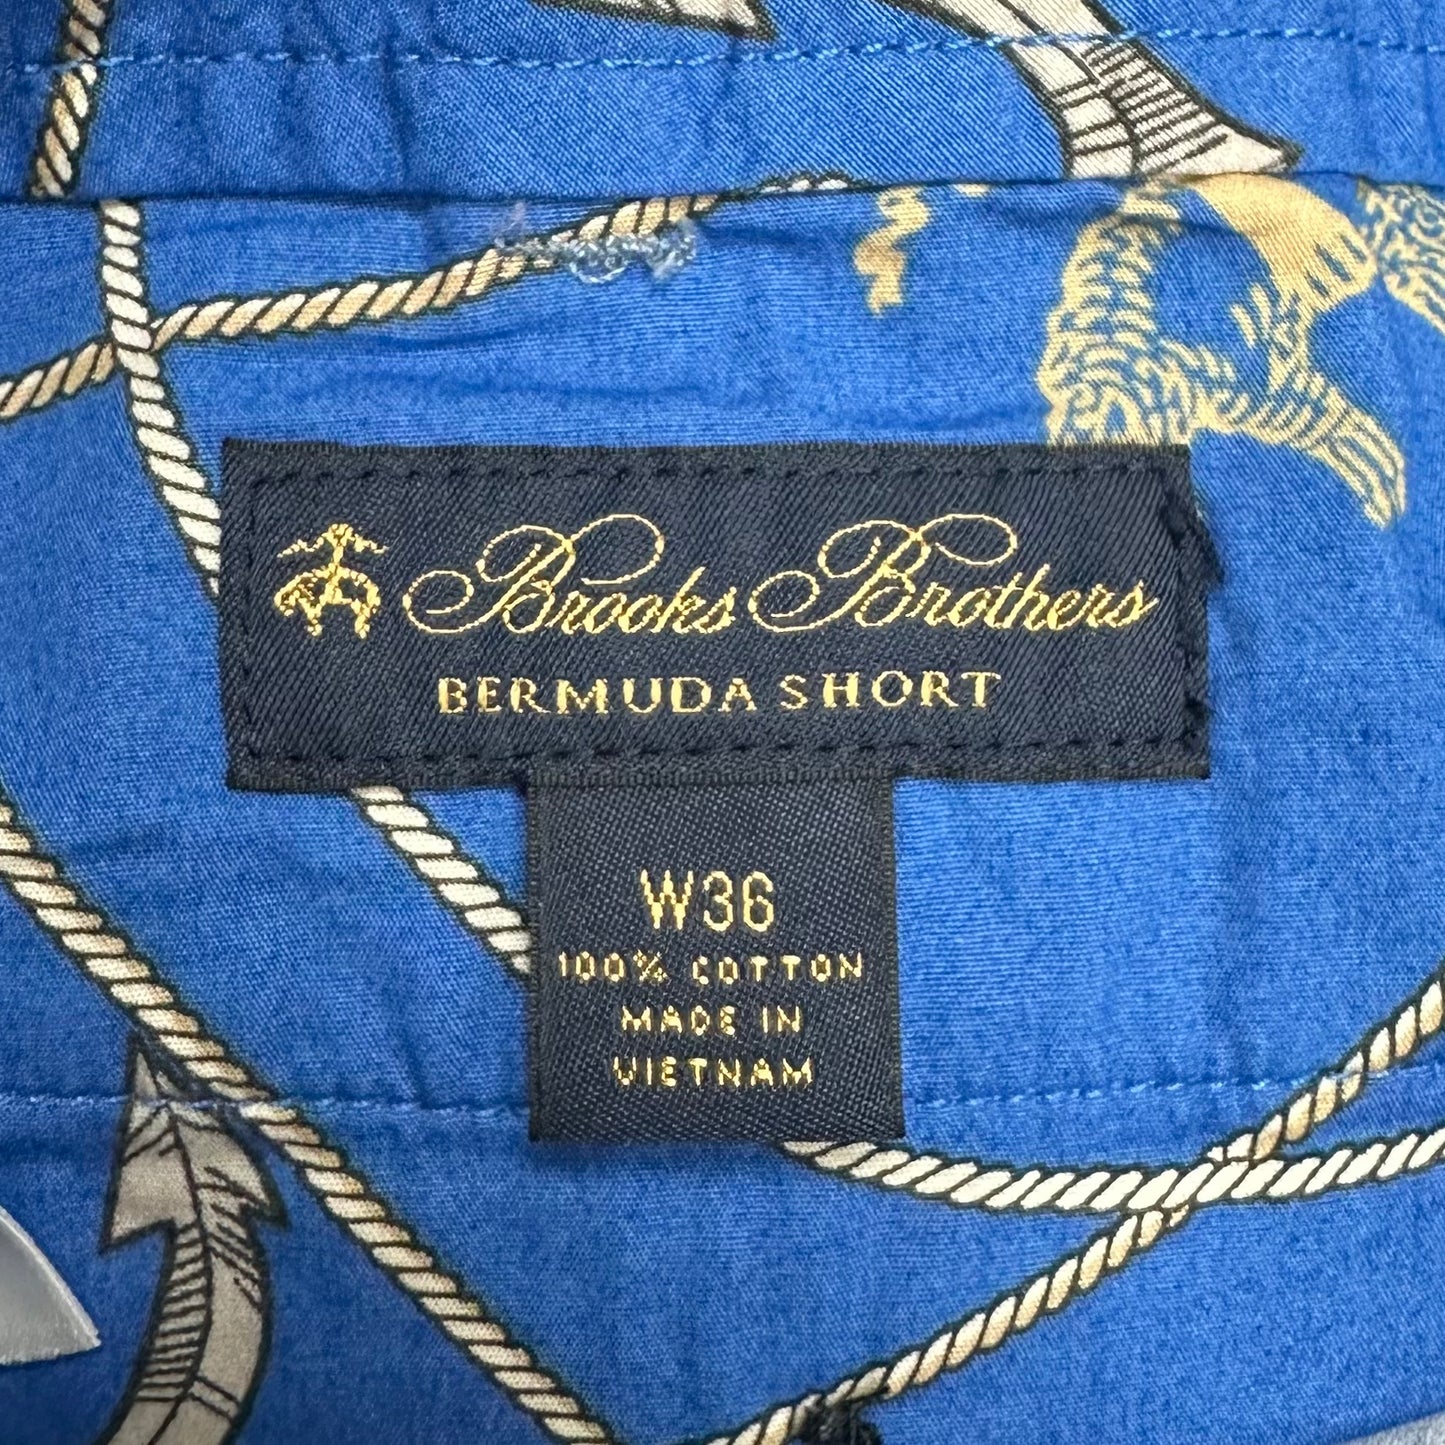 Brooks Brothers
BERMUDA SHORT
W36
100% COTTON
MADE IN
VIETNAM